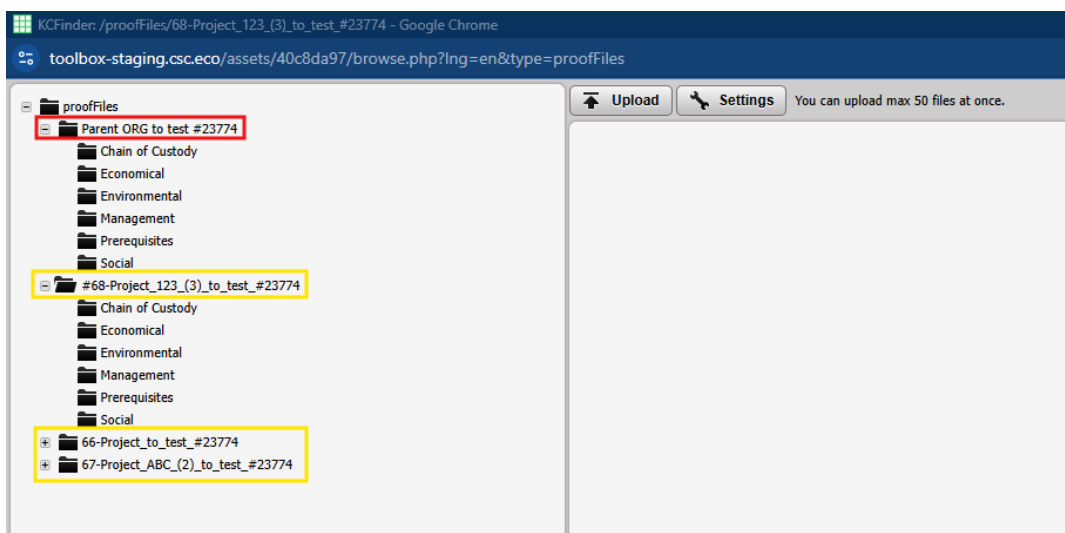 KCFinder: /proofFiles/68-Project_123_(3)_to_test_#23774 - Google Chrome
toolbox-staging.csc.eco/assets/40c8da97/browse.php?lng=en&type=proofFiles
Upload Settings You can upload max 50 files at once.
proofFiles
Parent ORG to test #23774
Chain of Custody
Economical
Environmental
Management
Prerequisites
Social
#68-Project_123_(3)_to_test_#23774
Chain of Custody
Economical
Environmental
Management
Prerequisites
Social
66-Project_to_test_#23774
67-Project_ABC_(2)_to_test_#23774